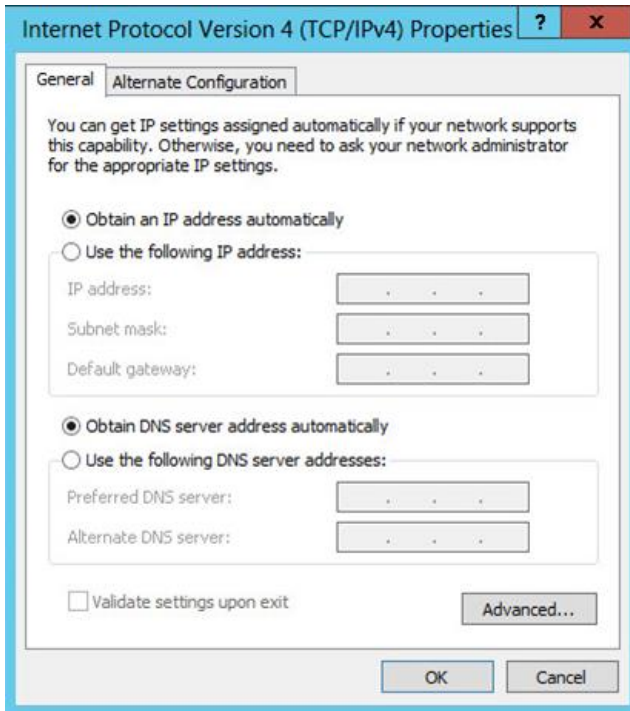 Internet Protocol Version 4 (TCP/IPv4) Properties ? x
General Alternate Configuration
You can get IP settings assigned automatically if your network supports
this capability. Otherwise, you need to ask your network administrator
for the appropriate IP settings.
Obtain an IP address automatically
Use the following IP address:
IP address: . . .
Subnet mask: . . .
Default gateway: . . .
Obtain DNS server address automatically
Use the following DNS server addresses:
Preferred DNS server: . . .
Alternate DNS server: . . .
Validate settings upon exit
Advanced...
OK Cancel